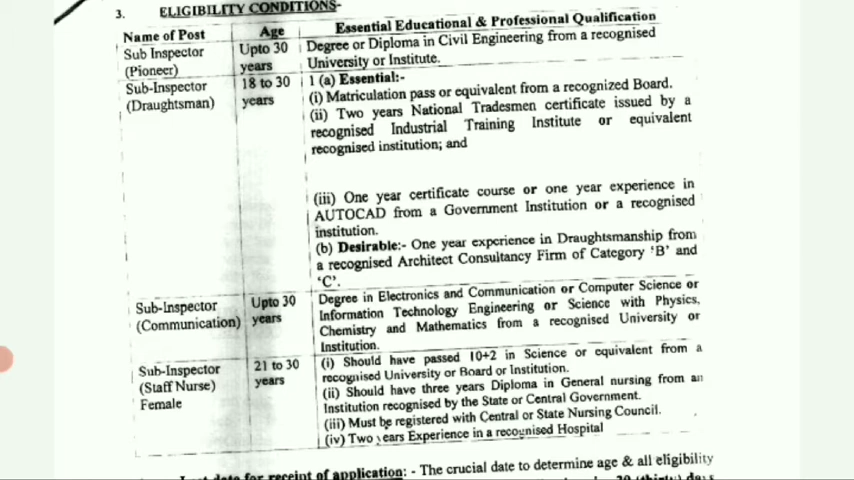 3. ELIGIBILITY CONDITIONS-
Name of Post Age Essential Educational & Professional Qualification
Sub Inspector (Pioneer) Upto 30 years Degree or Diploma in Civil Engineering from a recognised
University or Institute.
Sub-Inspector (Draughtsman) 18 to 30 years 1 (a) Essential:-
(i) Matriculation pass or equivalent from a recognized Board.
(ii) Two years National Tradesmen certificate issued by a
recognised Industrial Training Institute or equivalent
recognised institution; and
(iii) One year certificate course or one year experience in
AUTOCAD from a Government Institution or a recognised
institution.
(b) Desirable:- One year experience in Draughtsmanship from
a recognised Architect Consultancy Firm of Category 'B' and
'C'.
Sub-Inspector (Communication) Upto 30 years Degree in Electronics and Communication or Computer Science or
Information Technology Engineering or Science with Physics,
Chemistry and Mathematics from a recognised University or
Institution.
Sub-Inspector (Staff Nurse) Female 21 to 30 years (i) Should have passed 10+2 in Science or equivalent from a
recognised University or Board or Institution.
(ii) Should have three years Diploma in General nursing from an
Institution recognised by the State or Central Government.
(iii) Must be registered with Central or State Nursing Council.
(iv) Two years Experience in a recognised Hospital
date for receipt of application: - The crucial date to determine age & all eligibility